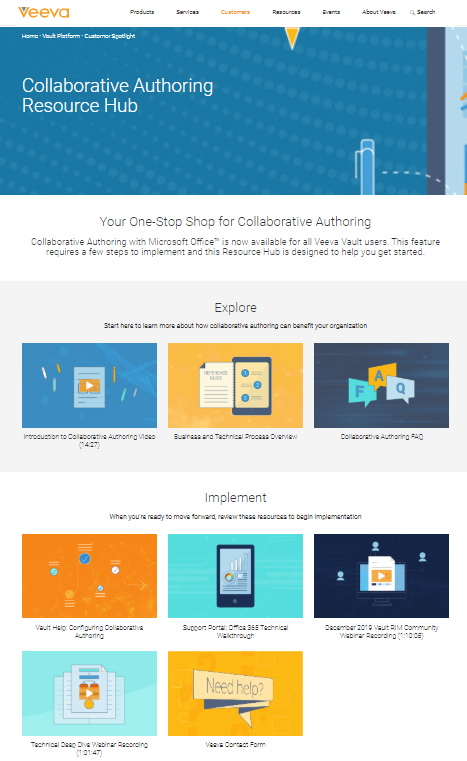 Veeva
Products Services Customers Resources Events About Veeva Search
Home · Vault Platform · Customer Spotlight
Collaborative Authoring
Resource Hub
Your One-Stop Shop for Collaborative Authoring
Collaborative Authoring with Microsoft Office™ is now available for all Veeva Vault users. This feature
requires a few steps to implement and this Resource Hub is designed to help you get started.
Explore
Start here to learn more about how collaborative authoring can benefit your organization
REFERENCE
GUIDE
1
2
3
F A Q
Introduction to Collaborative Authoring Video
(14:27)
Business and Technical Process Overview
Collaborative Authoring FAQ
Implement
When you're ready to move forward, review these resources to begin implementation
Vault Help: Configuring Collaborative
Authoring
Support Portal: Office 365 Technical
Walkthrough
December 2019 Vault RIM Community
Webinar Recording (1:10:05)
Need help?
Technical Deep Dive Webinar Recording
(1:01:47)
Veeva Contact Form